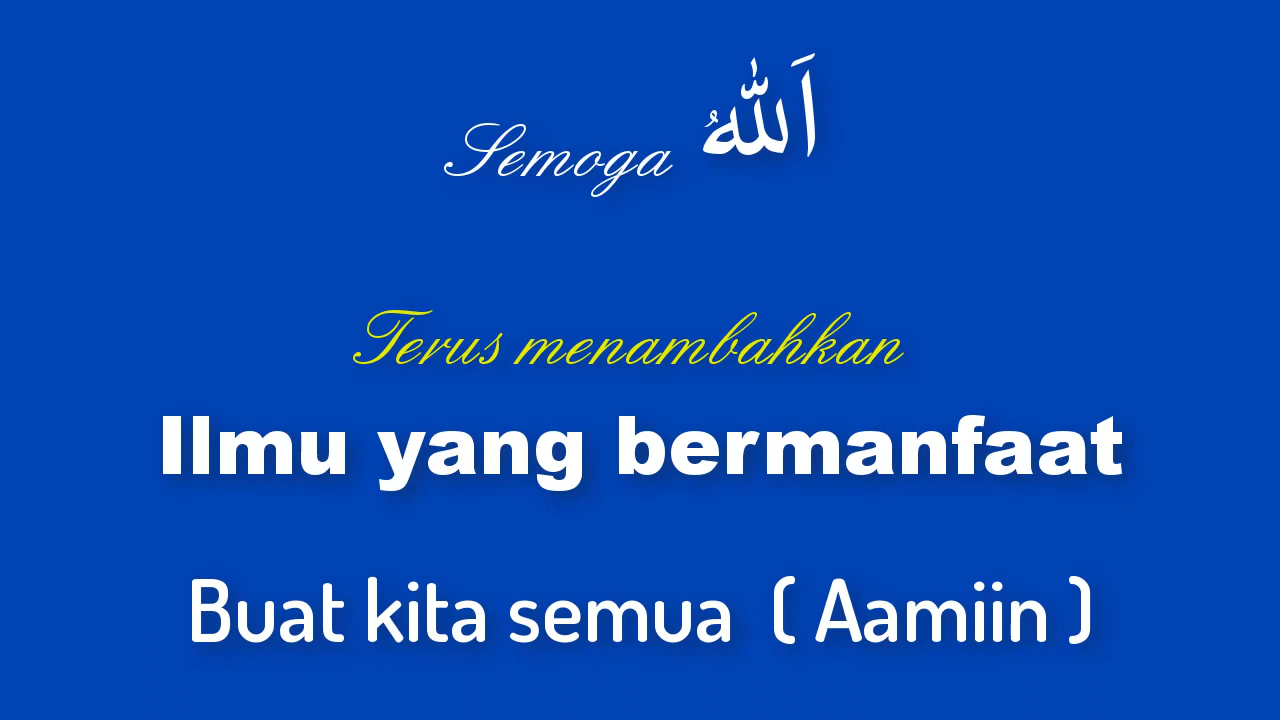 Semoga اَللّٰهُ
Terus menambahkan
Ilmu yang bermanfaat
Buat kita semua ( Aamiin )